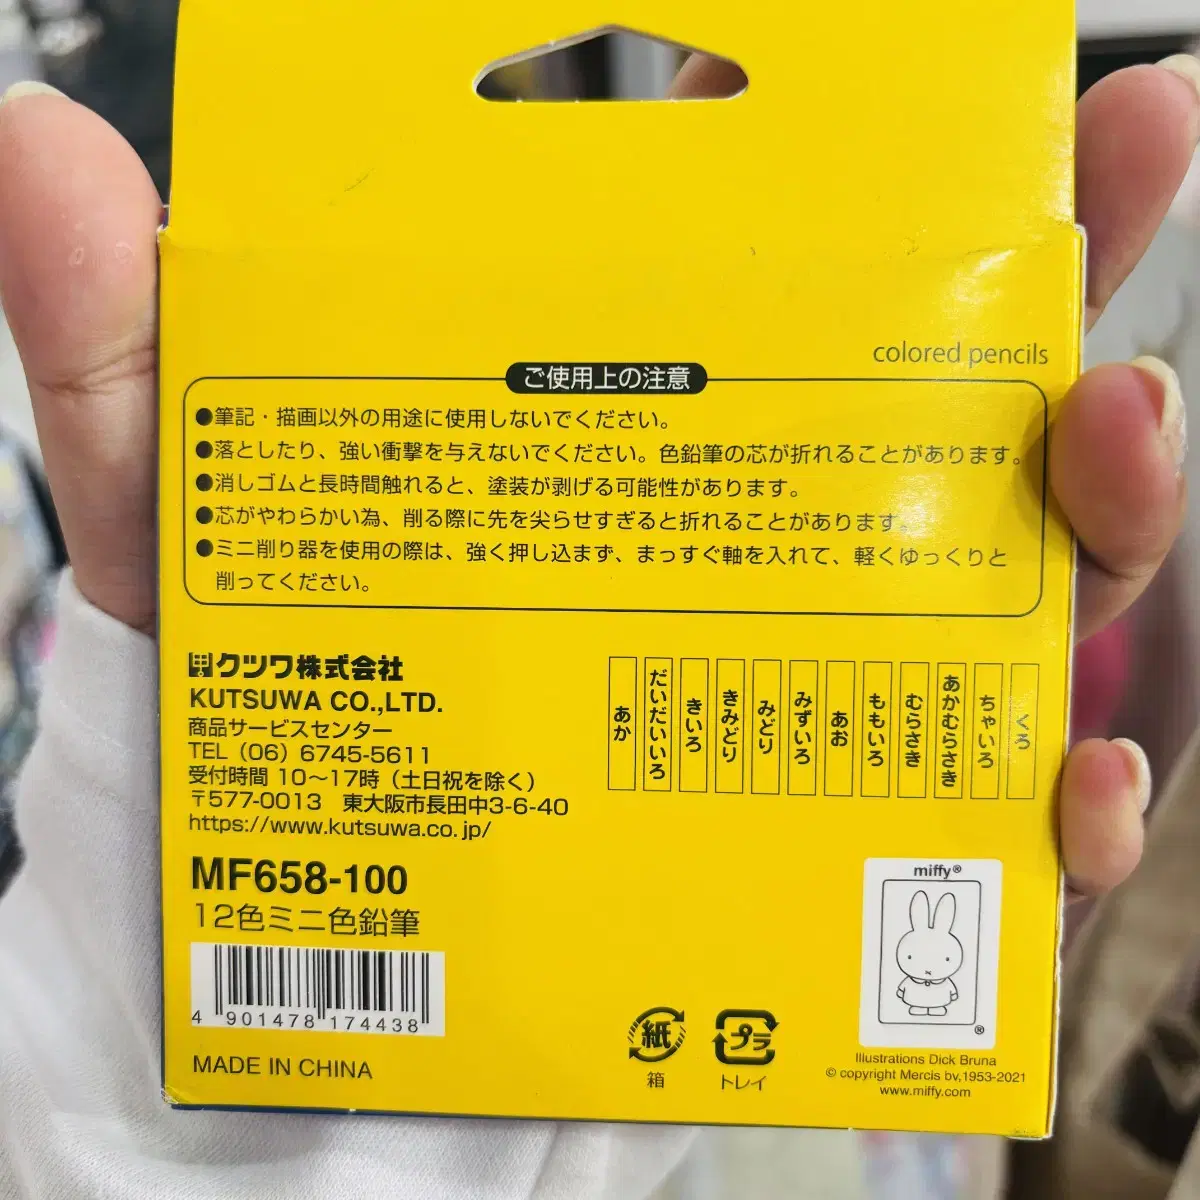 colored pencils
ご使用上の注意
●筆記・描画以外の用途に使用しないでください。
●落としたり、強い衝撃を与えないでください。色鉛筆の芯が折れることがあります。
●消しゴムと長時間触れると、塗装が剥げる可能性があります。
●芯がやわらかい為、削る際に先を尖らせすぎると折れることがあります。
●ミニ削り器を使用の際は、強く押し込まず、まっすぐ軸を入れて、軽くゆっくりと
削ってください。
クツワ株式会社
KUTSUWA CO.,LTD.
商品サービスセンター
TEL (06) 6745-5611
受付時間 10〜17時（土日祝を除く）
〒577-0013 東大阪市長田中3-6-40
https://www.kutsuwa.co.jp/
あか
だいだいいろ
きいろ
きみどり
みどり
みずいろ
あお
ももいろ
むらさき
あかむらさき
ちゃいろ
くろ
MF658-100
12色ミニ色鉛筆
4 901478 174438
MADE IN CHINA
紙
箱
プラ
トレイ
miffy®
®
Illustrations Dick Bruna
© copyright Mercis bv,1953-2021
www.miffy.com